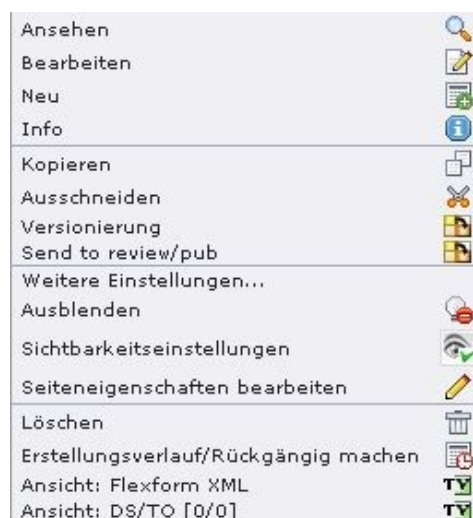 Ansehen
Bearbeiten
Neu
Info
Kopieren
Ausschneiden
Versionierung
Send to review/pub
Weitere Einstellungen...
Ausblenden
Sichtbarkeitseinstellungen
Seiteneigenschaften bearbeiten
Löschen
Erstellungsverlauf/Rückgängig machen
Ansicht: Flexform XML
Ansicht: DS/TO [0/0]